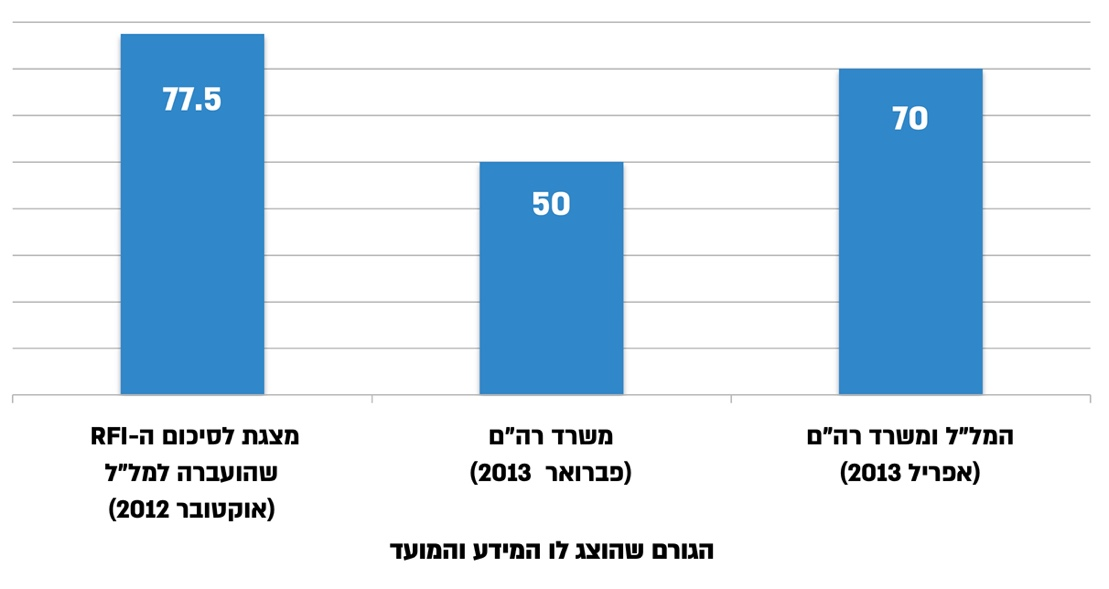 77.5
50
70
מצגת לסיכום ה-RFI
שהועברה למל"ל
(אוקטובר 2012)
משרד רה"ם
(פברואר 2013)
המל"ל ומשרד רה"ם
(אפריל 2013)
הגורם שהוצג לו המידע והמועד